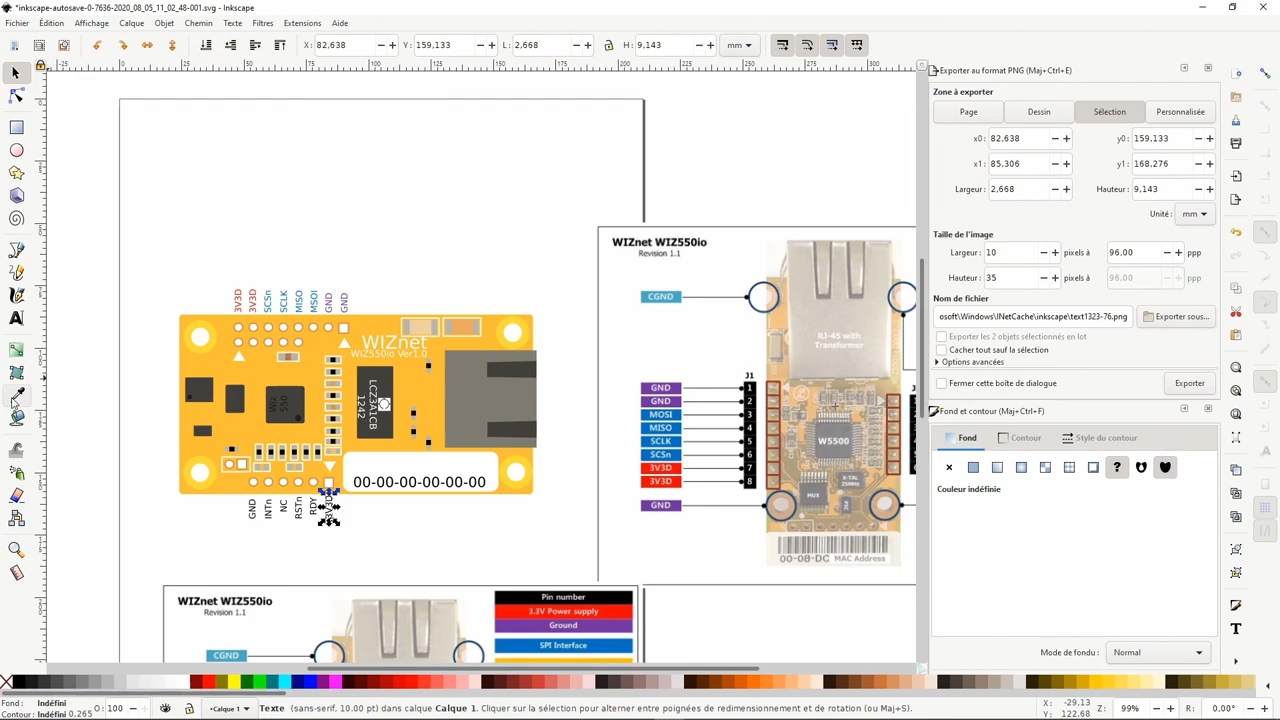 *inkscape-autosave-0-7636-2020_08_05_11_02_48-001.svg - Inkscape
Fichier Édition Affichage Calque Objet Chemin Texte Filtres Extensions Aide
X: 82,638 Y: 159,133 L: 2,668 H: 9,143 mm
Exporter au format PNG (Maj+Ctrl+E)
Zone à exporter
Page Dessin Sélection Personnalisée
x0: 82,638 y0: 159,133
x1: 85,306 y1: 168,276
Largeur: 2,668 Hauteur: 9,143
Unité: mm
Taille de l'image
Largeur: 10 pixels à 96.00 ppp
Hauteur: 35 pixels à 96.00 ppp
Nom de fichier
osoft\Windows\INetCache\inkscape\text1323-76.png Exporter sous...
Exporter les 2 objets sélectionnés en lot
Cacher tout sauf la sélection
Options avancées
Fermer cette boîte de dialogue Exporter
Fond et contour (Maj+Ctrl+F)
Fond Contour Style du contour
Couleur indéfinie
Mode de fondu: Normal
3V3D 3V3D SCSn SCLK MISO MSOI GND GND
WIZnet
WIZ550io Ver1.0
Wiz 550
LCZ3A1CB
1242
00-00-00-00-00-00
GND INTn NC RSTn RDY 3V3D
WIZnet WIZ550io
Revision 1.1
CGND
RJ-45 with
Transformer
J1
GND 1
GND 2
MOSI 3
MISO 4
SCLK 5
SCSn 6
3V3D 7
3V3D 8
GND
W5500
MUX
X-TAL
25MHz
00-08-DC MAC Address
WIZnet WIZ550io
Revision 1.1
CGND
Pin number
3.3V Power supply
Ground
SPI Interface
Fond: Indéfini
Contour: Indéfini 0,265
O: 100
•Calque 1
Texte (sans-serif, 10.00 pt) dans calque Calque 1. Cliquer sur la sélection pour alterner entre poignées de redimensionnement et de rotation (ou Maj+S).
X: -29,13
Y: 122,68
Z: 99%
R: 0,00°